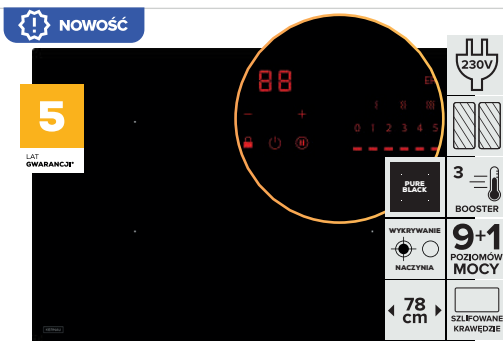 NOWOŚĆ
5
LAT
GWARANCJI*
88
− +
0 1 2 3 4 5
230V
PURE
BLACK
3
BOOSTER
WYKRYWANIE
NACZYNIA
9+1
POZIOMÓW
MOCY
78
cm
SZLIFOWANE
KRAWĘDZIE